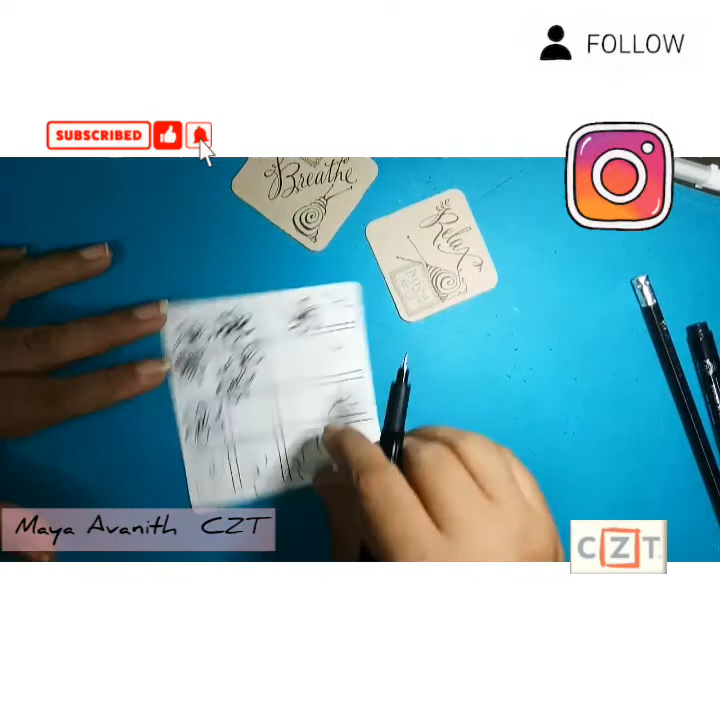 FOLLOW
SUBSCRIBED
Breathe
Relax
Maya Avanith CZT
CZT